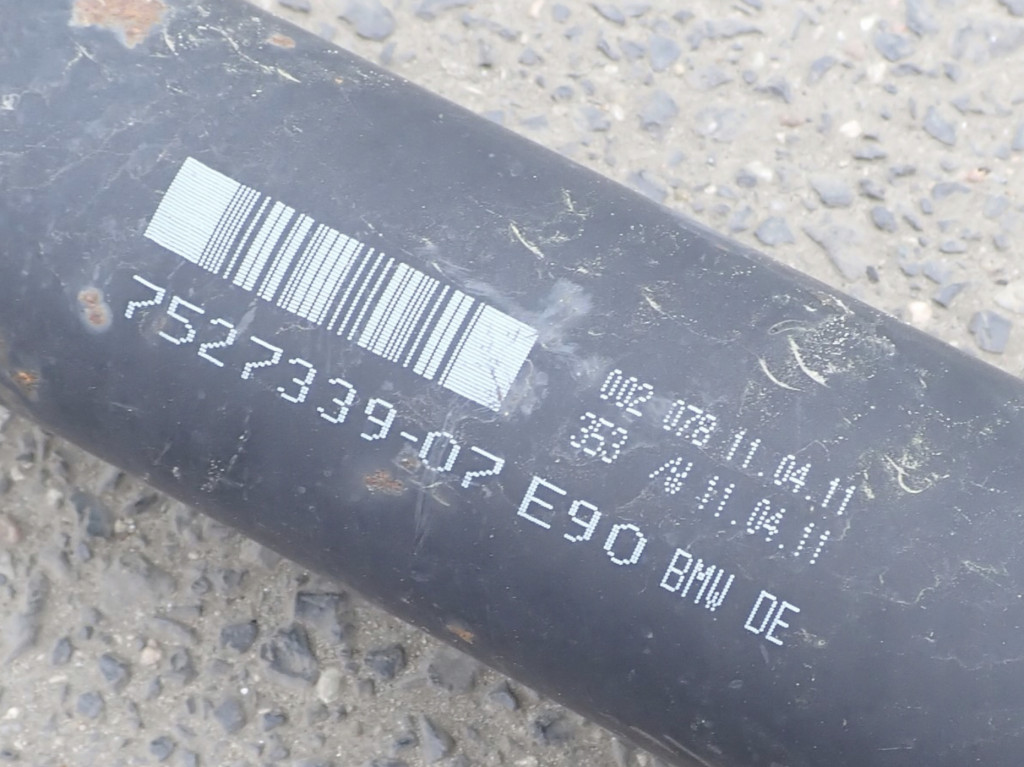 7527339-07 E90 BMW DE
002 078 11.04.11
353 /V 11.04.11